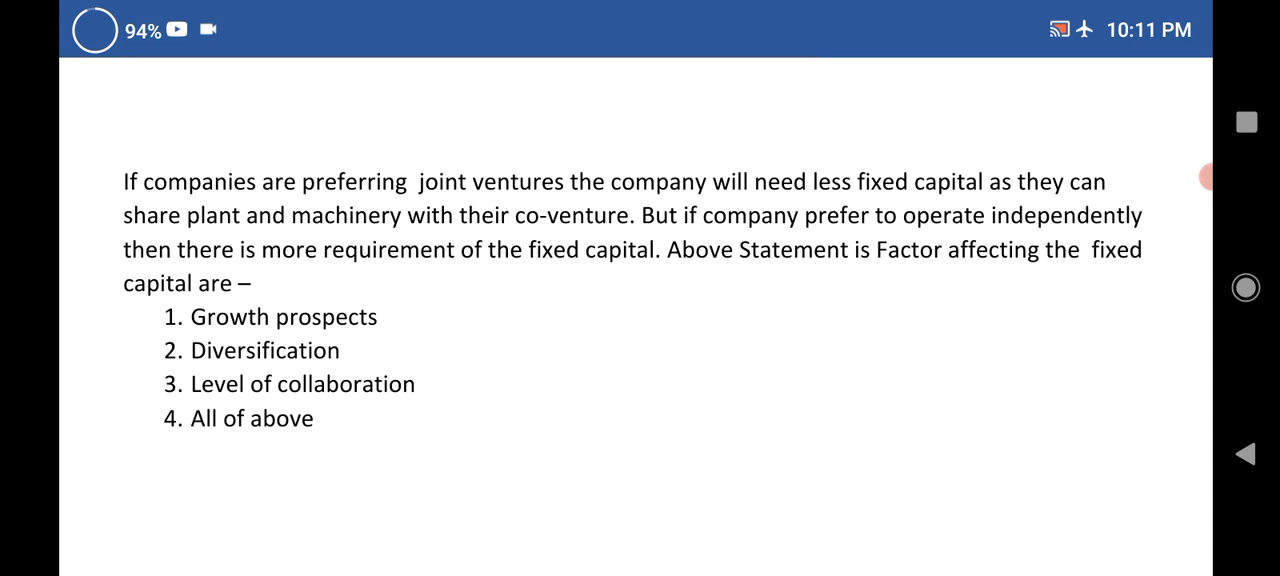 94% 10:11 PM
If companies are preferring  joint ventures the company will need less fixed capital as they can
share plant and machinery with their co-venture. But if company prefer to operate independently
then there is more requirement of the fixed capital. Above Statement is Factor affecting the  fixed
capital are –
1. Growth prospects
2. Diversification
3. Level of collaboration
4. All of above